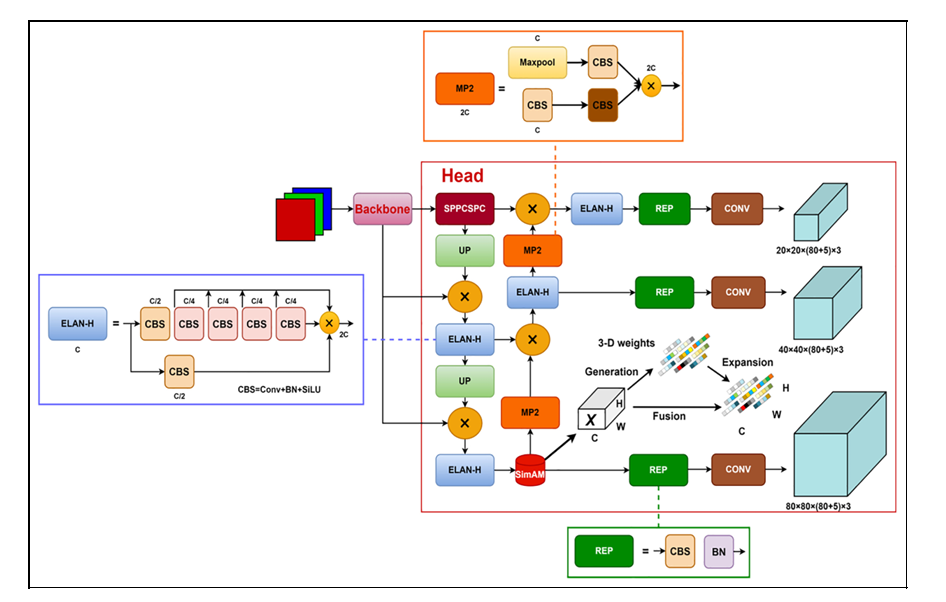 C
Maxpool
CBS
2C
MP2
=
×
2C
CBS
CBS
C
Head
Backbone
SPPCSPC
×
ELAN-H
REP
CONV
UP
MP2
20×20×(80+5)×3
×
ELAN-H
REP
CONV
C/2
C/4
C/4
C/4
C/4
ELAN-H
=
CBS
CBS
CBS
CBS
CBS
×
2C
C
ELAN-H
×
3-D weights
40×40×(80+5)×3
CBS
C/2
CBS=Conv+BN+SiLU
UP
Generation
Expansion
MP2
X
H
W
C
Fusion
H
W
C
×
ELAN-H
SimAM
REP
CONV
80×80×(80+5)×3
REP
=
CBS
BN